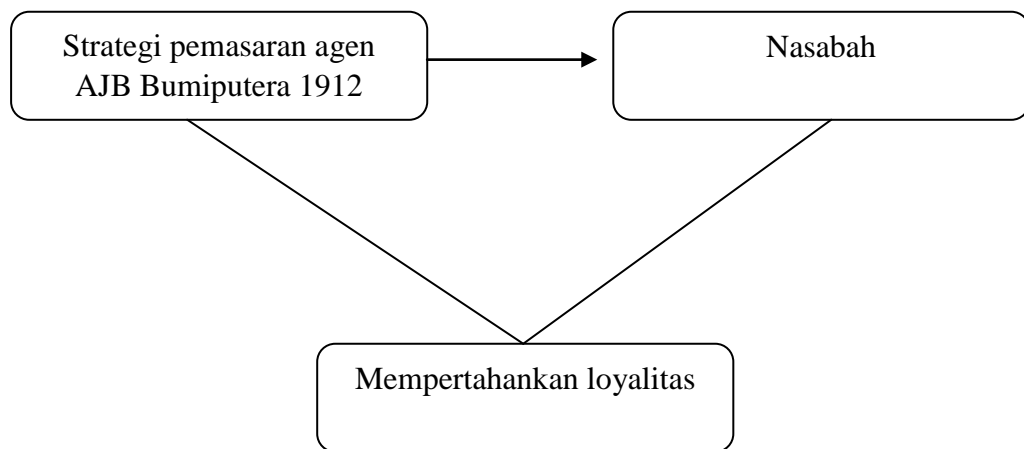 Strategi pemasaran agen
AJB Bumiputera 1912
Nasabah
Mempertahankan loyalitas